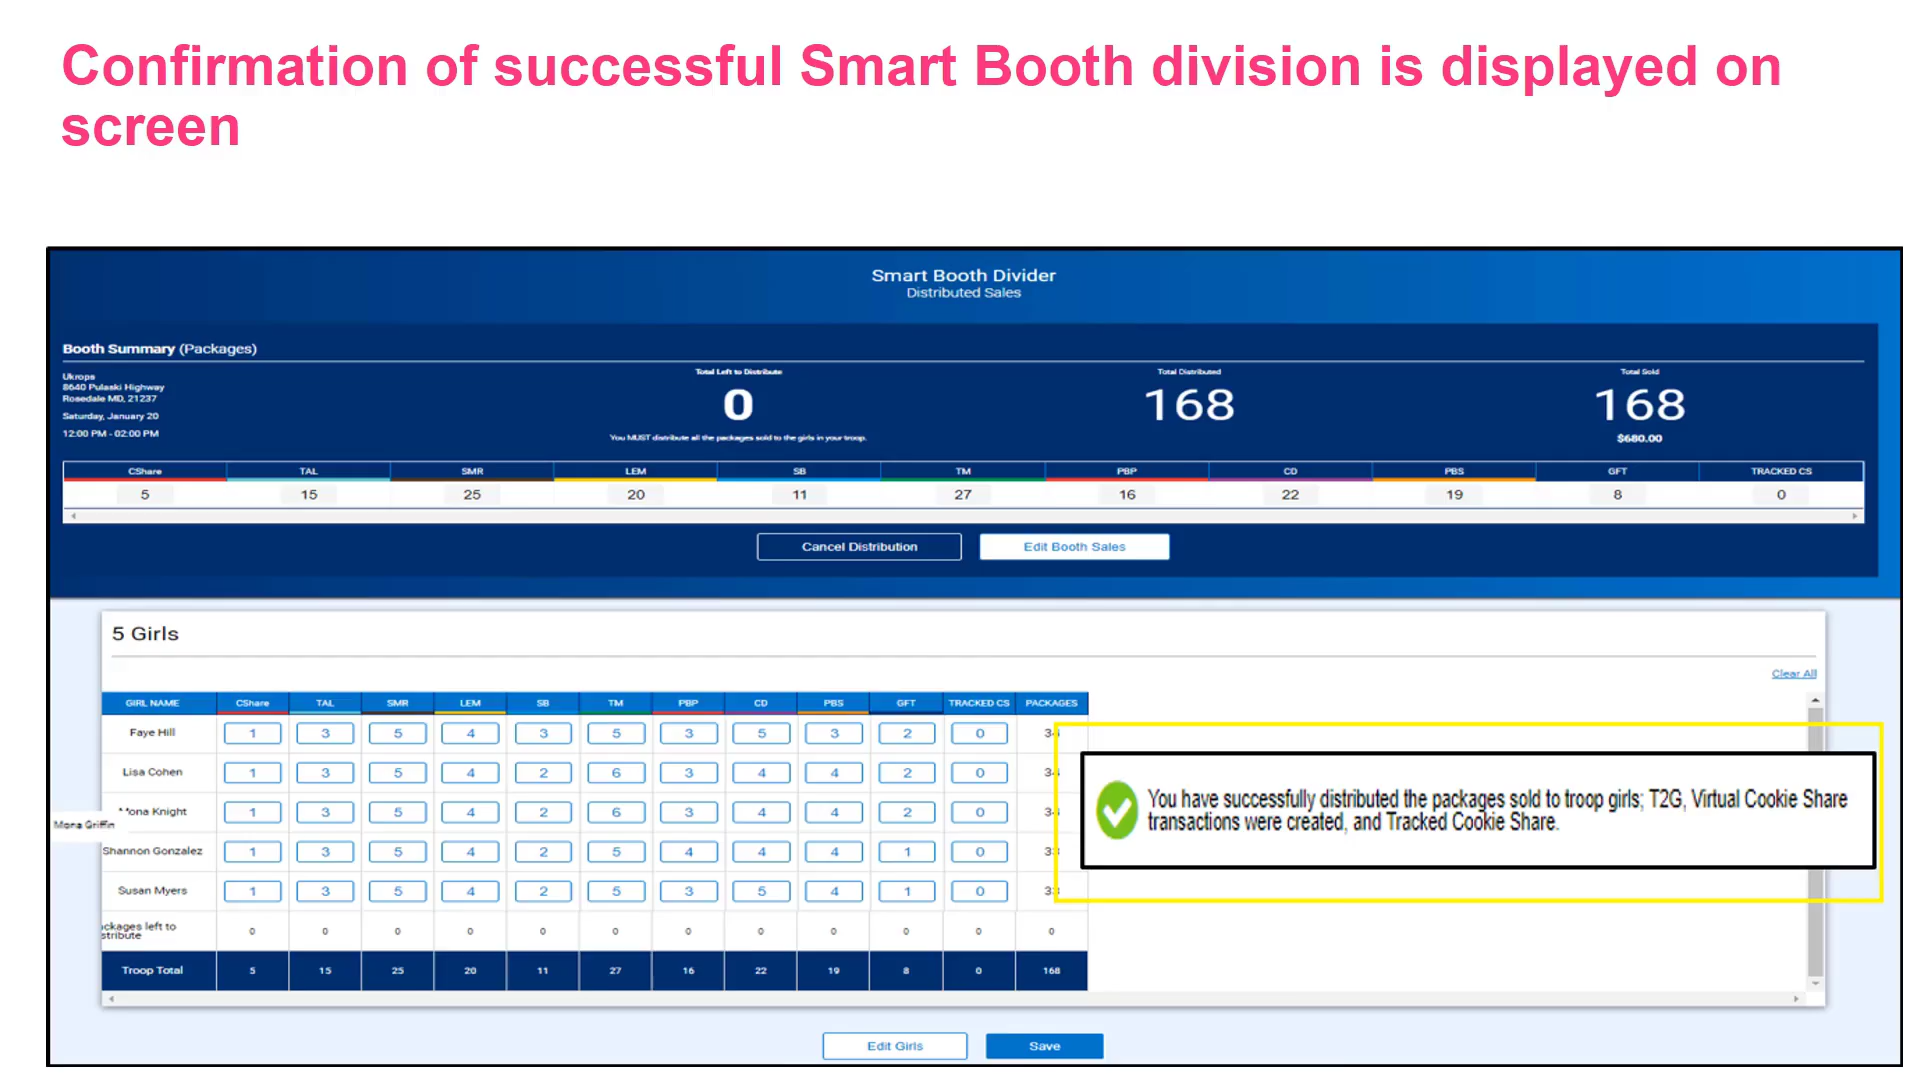 Confirmation of successful Smart Booth division is displayed on
screen
Smart Booth Divider
Distributed Sales
Booth Summary (Packages)
Ukrops
8640 Pulaski Highway
Rosedale MD, 21237
Saturday, January 20
12:00 PM - 02:00 PM
Total Left to Distribute
0
You MUST distribute all the packages sold to the girls in your troop.
Total Distributed
168
Total Sold
168
$680.00
CShare TAL SMR LEM SB TM PBP CD PBS GFT TRACKED CS
5 15 25 20 11 27 16 22 19 8 0
Cancel Distribution Edit Booth Sales
5 Girls
Clear All
GIRL NAME CShare TAL SMR LEM SB TM PBP CD PBS GFT TRACKED CS PACKAGES
Faye Hill 1 3 5 4 3 5 3 5 3 2 0
Lisa Cohen 1 3 5 4 2 6 3 4 4 2 0
Mona Knight 1 3 5 4 2 6 3 4 4 2 0
Mona Griffin
Shannon Gonzalez 1 3 5 4 2 5 4 4 4 1 0
Susan Myers 1 3 5 4 2 5 3 5 4 1 0
ckages left to
stribute
0 0 0 0 0 0 0 0 0 0 0 0
Troop Total 5 15 25 20 11 27 16 22 19 8 0 168
You have successfully distributed the packages sold to troop girls; T2G, Virtual Cookie Share
transactions were created, and Tracked Cookie Share.
Edit Girls Save